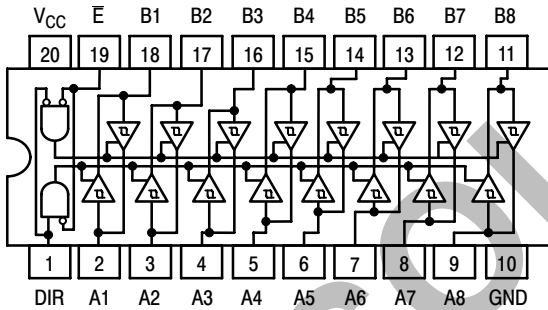 VCC E̅ B1 B2 B3 B4 B5 B6 B7 B8
20 19 18 17 16 15 14 13 12 11
1 2 3 4 5 6 7 8 9 10
DIR A1 A2 A3 A4 A5 A6 A7 A8 GND